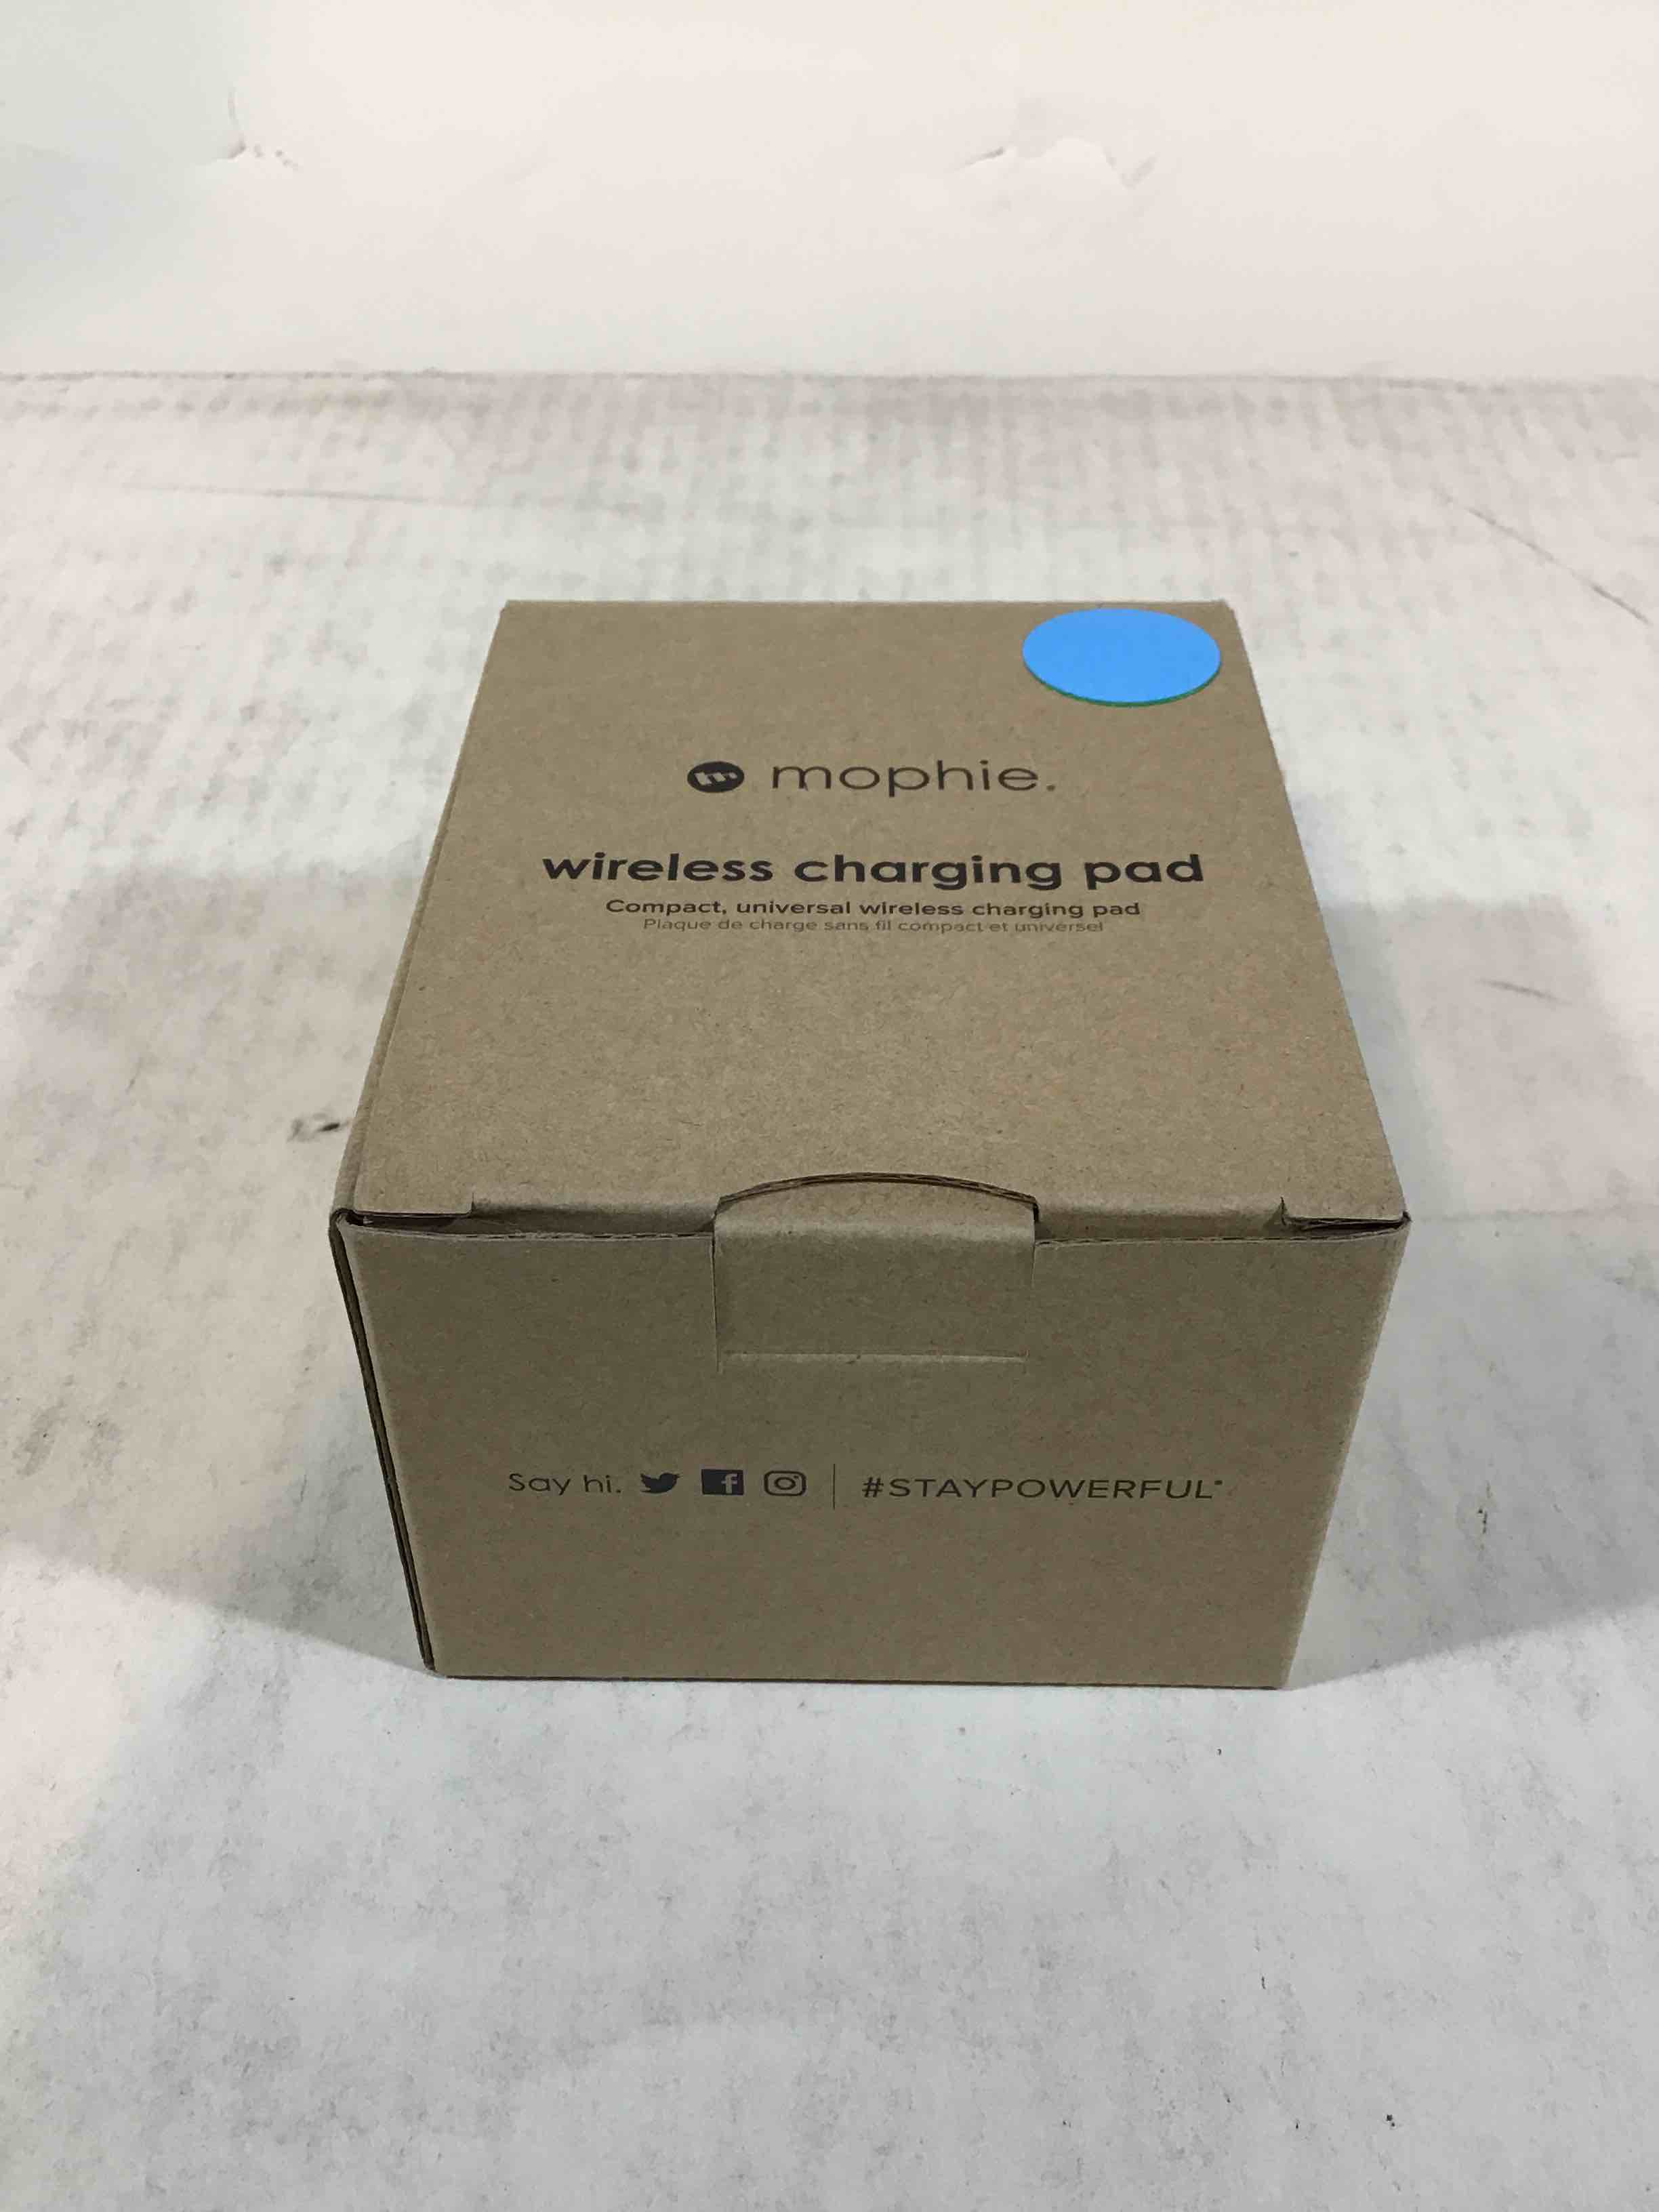 mophie.
wireless charging pad
Compact, universal wireless charging pad
Plaque de charge sans fil compact et universel
Say hi. | #STAYPOWERFUL